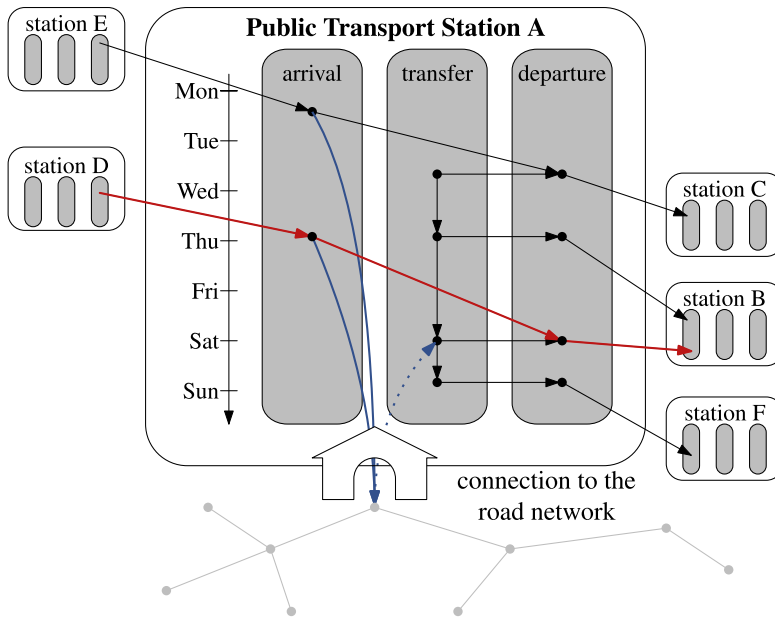 station E
Public Transport Station A
arrival
transfer
departure
Mon
Tue
station D
Wed
station C
Thu
Fri
station B
Sat
Sun
station F
connection to the
road network